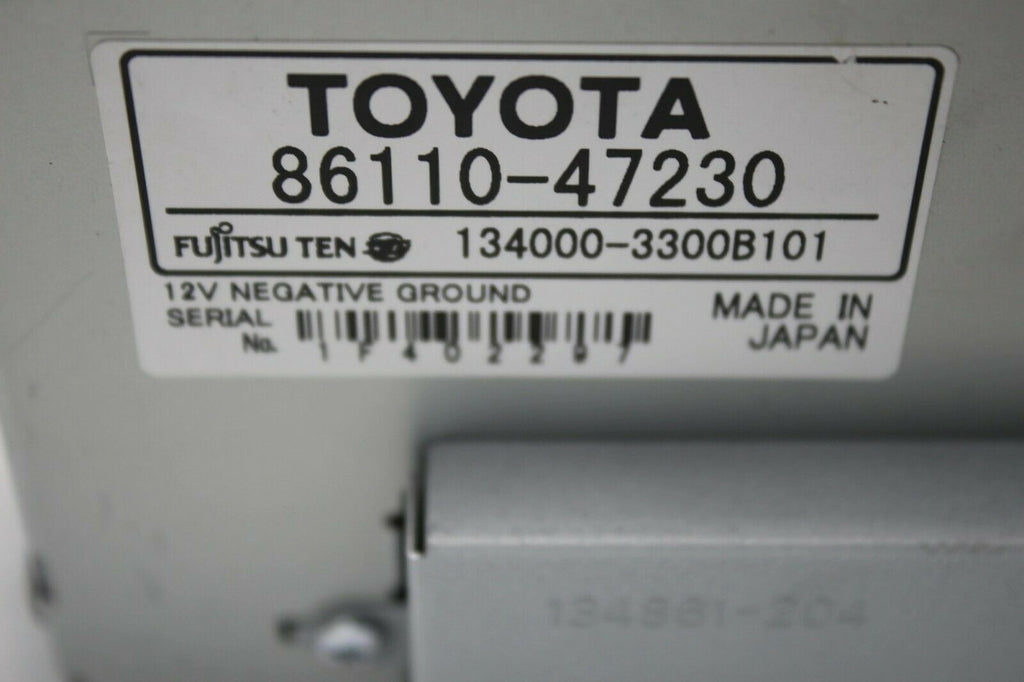 TOYOTA
86110-47230
FUJITSU TEN 134000-3300B101
12V NEGATIVE GROUND
SERIAL No. 1F402297
MADE IN
JAPAN
134881-204